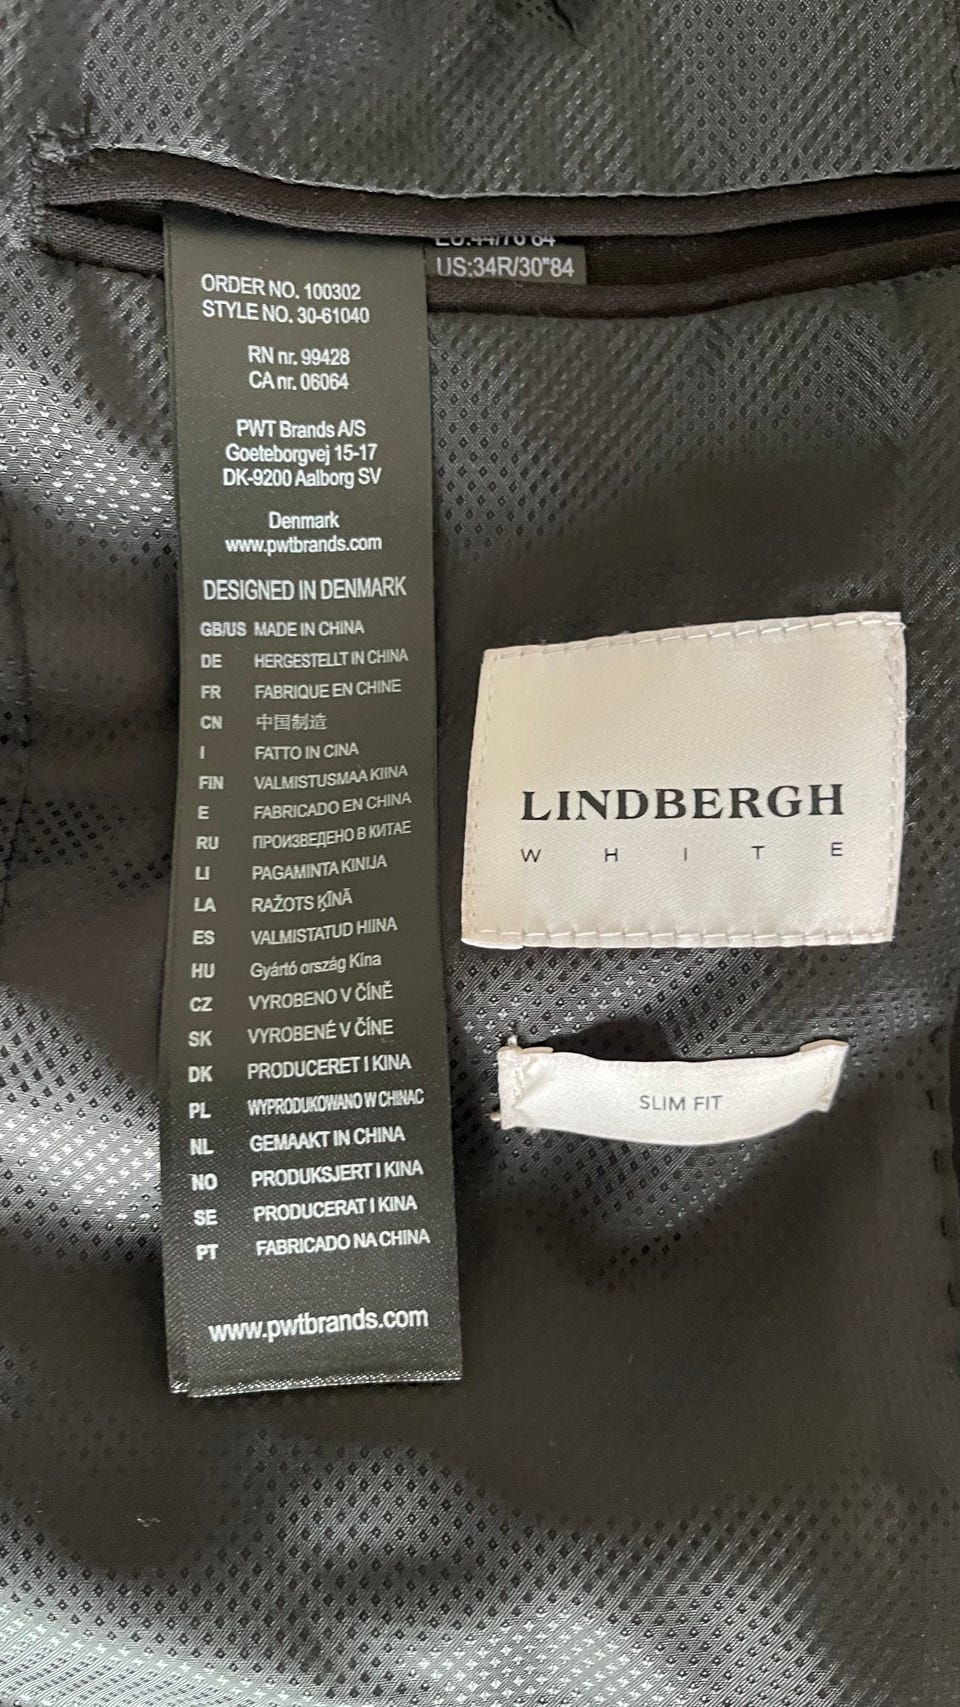 EU:44/76"84
US:34R/30"84
ORDER NO. 100302
STYLE NO. 30-61040
RN nr. 99428
CA nr. 06064
PWT Brands A/S
Goeteborgvej 15-17
DK-9200 Aalborg SV
Denmark
www.pwtbrands.com
DESIGNED IN DENMARK
GB/US MADE IN CHINA
DE HERGESTELLT IN CHINA
FR FABRIQUE EN CHINE
CN 中国制造
I FATTO IN CINA
FIN VALMISTUSMAA KIINA
E FABRICADO EN CHINA
RU ПРОИЗВЕДЕНО В КИТАЕ
LI PAGAMINTA KINIJA
LA RAŽOTS ĶĪNĀ
ES VALMISTATUD HIINA
HU Gyártó ország Kína
CZ VYROBENO V ČÍNĚ
SK VYROBENÉ V ČÍNE
DK PRODUCERET I KINA
PL WYPRODUKOWANO W CHINAC
NL GEMAAKT IN CHINA
NO PRODUKSJERT I KINA
SE PRODUCERAT I KINA
PT FABRICADO NA CHINA
www.pwtbrands.com
LINDBERGH
WHITE
SLIM FIT